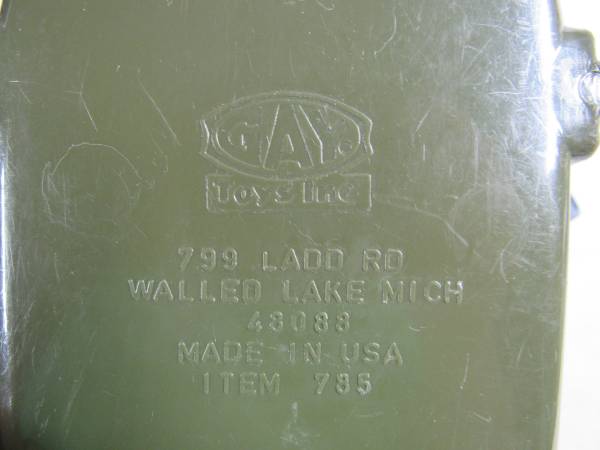 GAY
Toys Inc
799 LADD RD
WALLED LAKE MICH
48088
MADE IN USA
ITEM 785